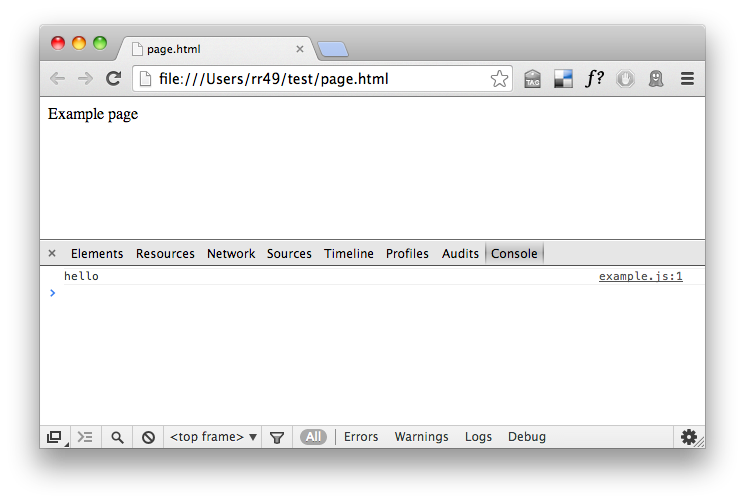 page.html
file:///Users/rr49/test/page.html
TAG
f?
Example page
Elements Resources Network Sources Timeline Profiles Audits Console
hello example.js:1
<top frame> All Errors Warnings Logs Debug